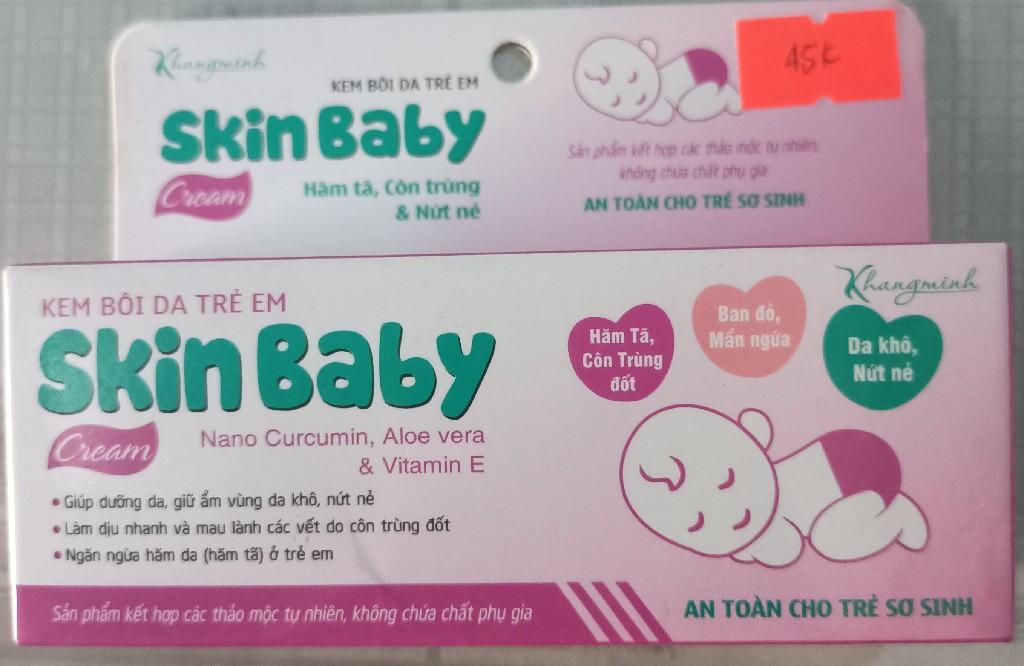 Khangminh
KEM BÔI DA TRẺ EM
Skin Baby
Cream
Hăm tã, Côn trùng
& Nứt nẻ
45k
Sản phẩm kết hợp các thảo mộc tự nhiên,
không chứa chất phụ gia
AN TOÀN CHO TRẺ SƠ SINH
KEM BÔI DA TRẺ EM
Skin Baby
Cream
Nano Curcumin, Aloe vera
& Vitamin E
• Giúp dưỡng da, giữ ẩm vùng da khô, nứt nẻ
• Làm dịu nhanh và mau lành các vết do côn trùng đốt
• Ngăn ngừa hăm da (hăm tã) ở trẻ em
Khangminh
Hăm Tã,
Côn Trùng
đốt
Ban đỏ,
Mẩn ngứa
Da khô,
Nứt nẻ
Sản phẩm kết hợp các thảo mộc tự nhiên, không chứa chất phụ gia
AN TOÀN CHO TRẺ SƠ SINH